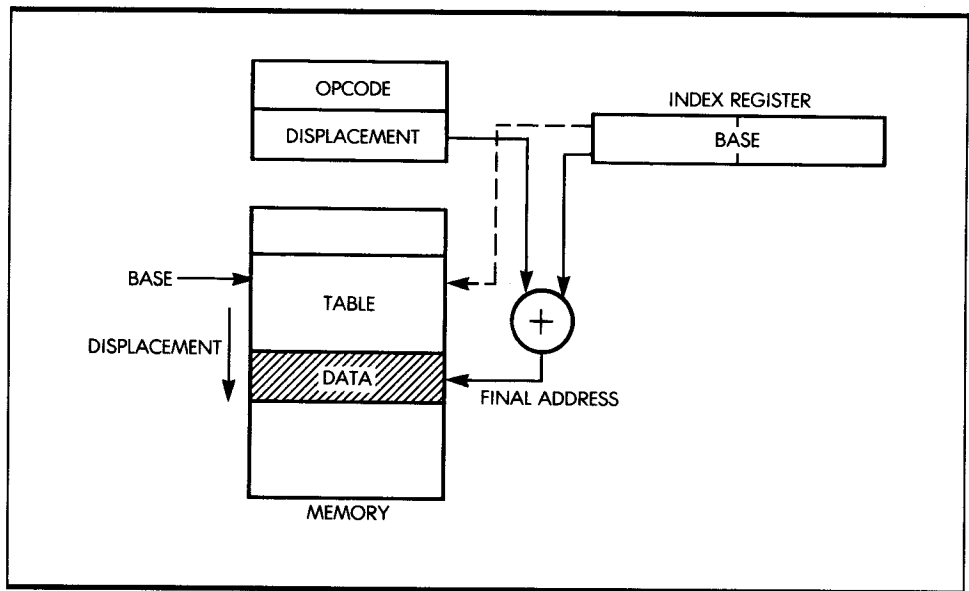 OPCODE
DISPLACEMENT
INDEX REGISTER
BASE
BASE
TABLE
DISPLACEMENT
DATA
FINAL ADDRESS
MEMORY